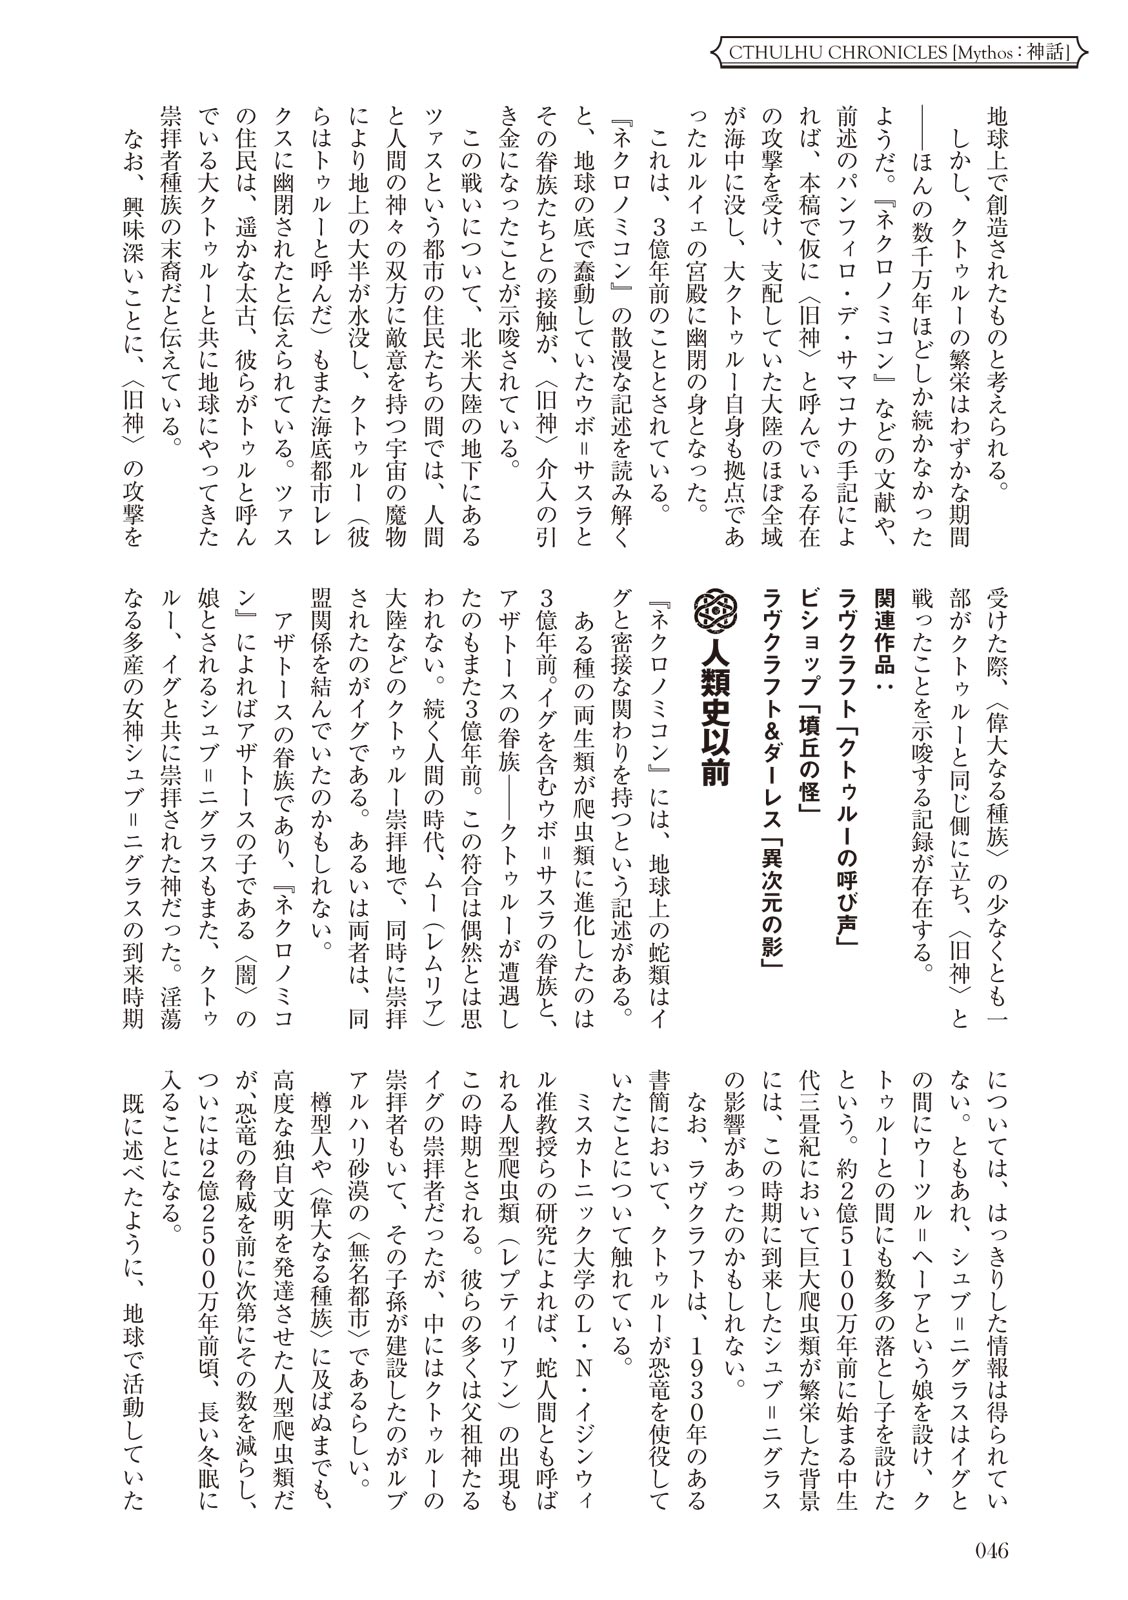 CTHULHU CHRONICLES [Mythos：神話]
地球上で創造されたものと考えられる。
しかし、クトゥルーの繁栄はわずかな期間
――ほんの数千万年ほどしか続かなかった
ようだ。『ネクロノミコン』などの文献や、
前述のパンフィロ・デ・サマコナの手記によ
れば、本稿で仮に〈旧神〉と呼んでいる存在
の攻撃を受け、支配していた大陸のほぼ全域
が海中に没し、大クトゥルー自身も拠点であ
ったルルイェの宮殿に幽閉の身となった。
これは、３億年前のこととされている。
『ネクロノミコン』の散漫な記述を読み解く
と、地球の底で蠢動していたウボ＝サスラと
その眷族たちとの接触が、〈旧神〉介入の引
き金になったことが示唆されている。
この戦いについて、北米大陸の地下にある
ツァスという都市の住民たちの間では、人間
と人間の神々の双方に敵意を持つ宇宙の魔物
により地上の大半が水没し、クトゥルー（彼
らはトゥルーと呼んだ）もまた海底都市レレ
クスに幽閉されたと伝えられている。ツァス
の住民は、遥かな太古、彼らがトゥルと呼ん
でいる大クトゥルーと共に地球にやってきた
崇拝者種族の末裔だと伝えている。
なお、興味深いことに、〈旧神〉の攻撃を
受けた際、〈偉大なる種族〉の少なくとも一
部がクトゥルーと同じ側に立ち、〈旧神〉と
戦ったことを示唆する記録が存在する。
関連作品：
ラヴクラフト「クトゥルーの呼び声」
ビショップ「墳丘の怪」
ラヴクラフト＆ダーレス「異次元の影」
人類史以前
『ネクロノミコン』には、地球上の蛇類はイ
グと密接な関わりを持つという記述がある。
ある種の両生類が爬虫類に進化したのは
３億年前。イグを含むウボ＝サスラの眷族と、
アザトースの眷族――クトゥルーが遭遇し
たのもまた３億年前。この符合は偶然とは思
われない。続く人間の時代、ムー（レムリア）
大陸などのクトゥルー崇拝地で、同時に崇拝
されたのがイグである。あるいは両者は、同
盟関係を結んでいたのかもしれない。
アザトースの眷族であり、『ネクロノミコ
ン』によればアザトースの子である〈闇〉の
娘とされるシュブ＝ニグラスもまた、クトゥ
ルー、イグと共に崇拝された神だった。淫蕩
なる多産の女神シュブ＝ニグラスの到来時期
については、はっきりした情報は得られてい
ない。ともあれ、シュブ＝ニグラスはイグと
の間にウーツル＝ヘーアという娘を設け、ク
トゥルーとの間にも数多の落とし子を設けた
という。約２億５１００万年前に始まる中生
代三畳紀において巨大爬虫類が繁栄した背景
には、この時期に到来したシュブ＝ニグラス
の影響があったのかもしれない。
なお、ラヴクラフトは、１９３０年のある
書簡において、クトゥルーが恐竜を使役して
いたことについて触れている。
ミスカトニック大学のＬ・Ｎ・イジンウィ
ル准教授らの研究によれば、蛇人間とも呼ば
れる人型爬虫類（レプティリアン）の出現も
この時期とされる。彼らの多くは父祖神たる
イグの崇拝者だったが、中にはクトゥルーの
崇拝者もいて、その子孫が建設したのがルブ
アルハリ砂漠の〈無名都市〉であるらしい。
樽型人や〈偉大なる種族〉に及ばぬまでも、
高度な独自文明を発達させた人型爬虫類だ
が、恐竜の脅威を前に次第にその数を減らし、
ついには２億２５００万年前頃、長い冬眠に
入ることになる。
既に述べたように、地球で活動していた
046